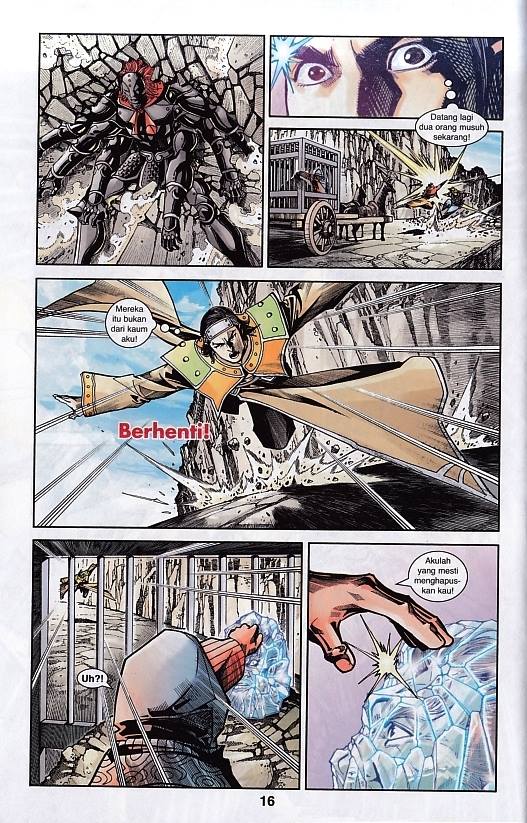 Datang lagi
dua orang musuh
sekarang!
Mereka
itu bukan
dari kaum
aku!
Berhenti!
Uh?!
Akulah
yang mesti
menghapus-
kan kau!
16